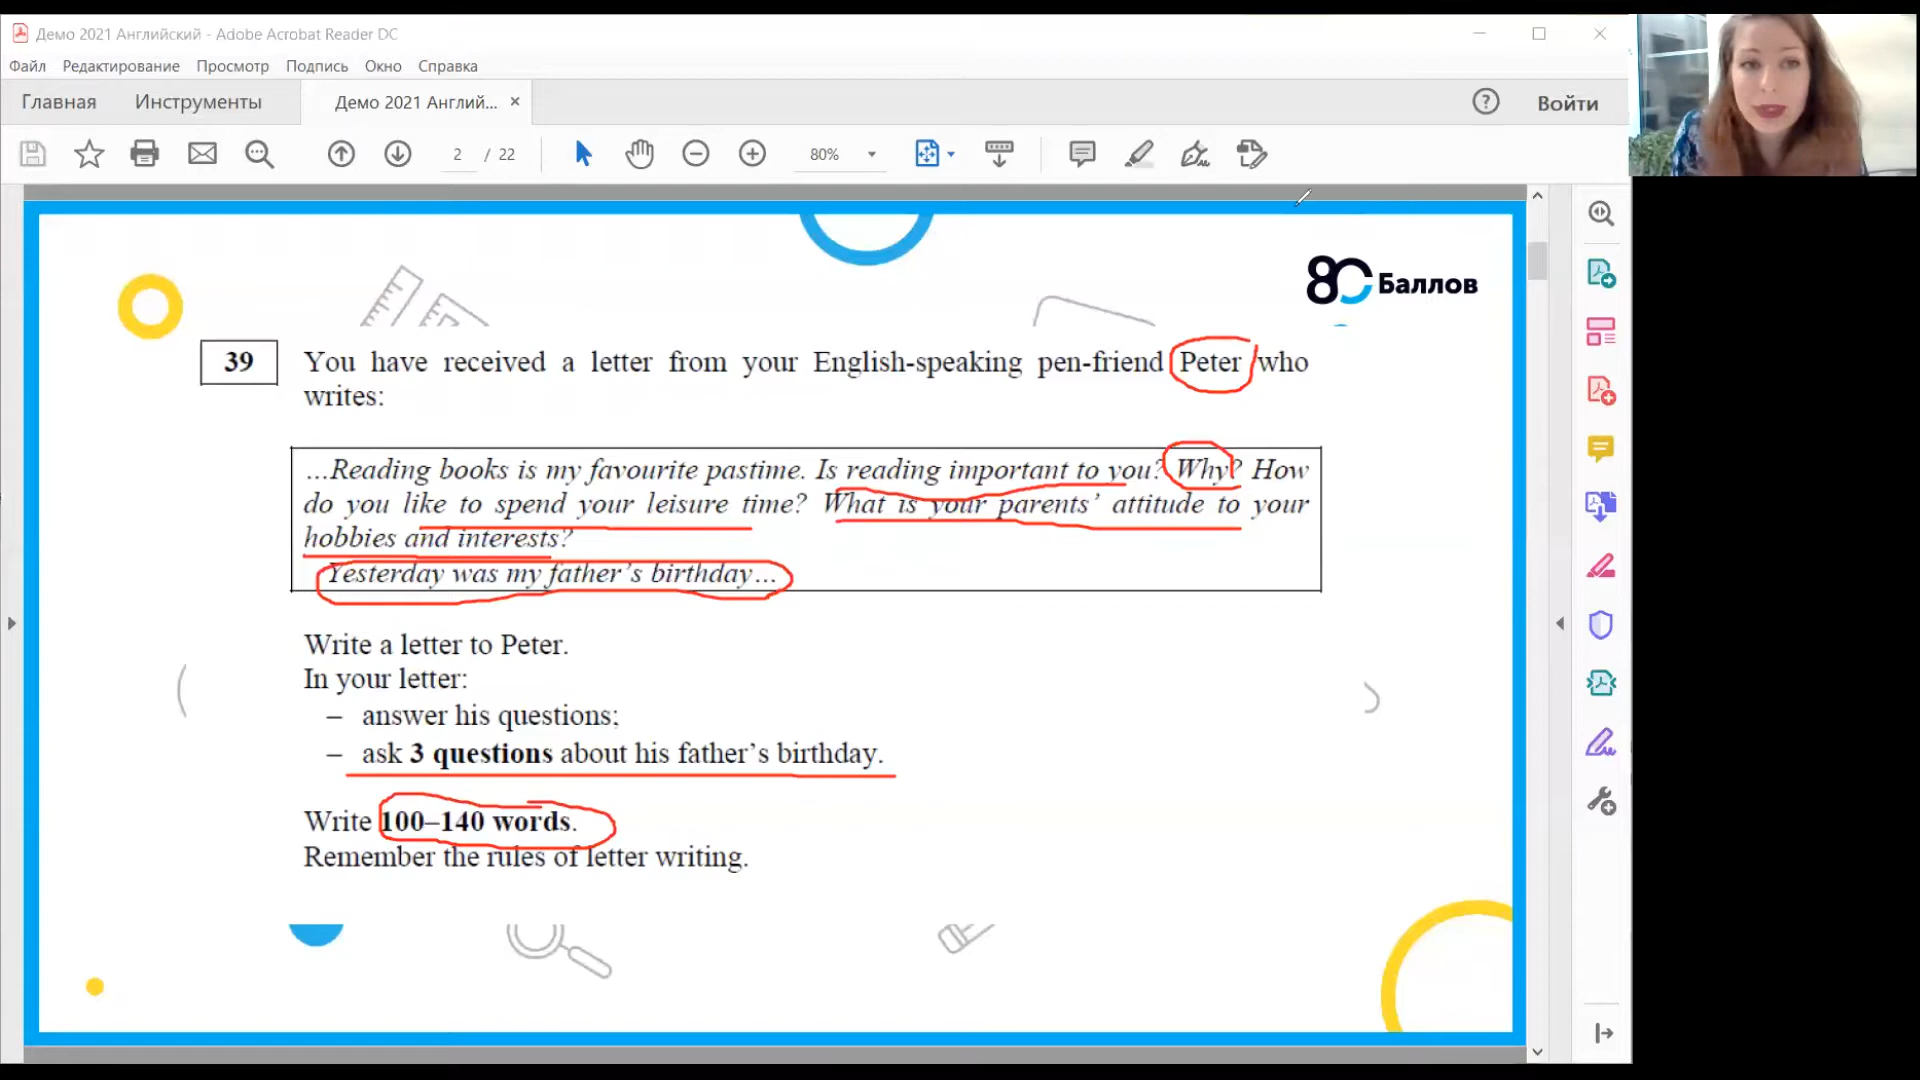 Демо 2021 Английский - Adobe Acrobat Reader DC
Файл Редактирование Просмотр Подпись Окно Справка
Главная Инструменты Демо 2021 Англий... × Войти
2 / 22 80%
80 Баллов
39 You have received a letter from your English-speaking pen-friend Peter who
writes:
...Reading books is my favourite pastime. Is reading important to you? Why? How
do you like to spend your leisure time? What is your parents’ attitude to your
hobbies and interests?
Yesterday was my father’s birthday...
Write a letter to Peter.
In your letter:
– answer his questions;
– ask 3 questions about his father’s birthday.
Write 100–140 words.
Remember the rules of letter writing.